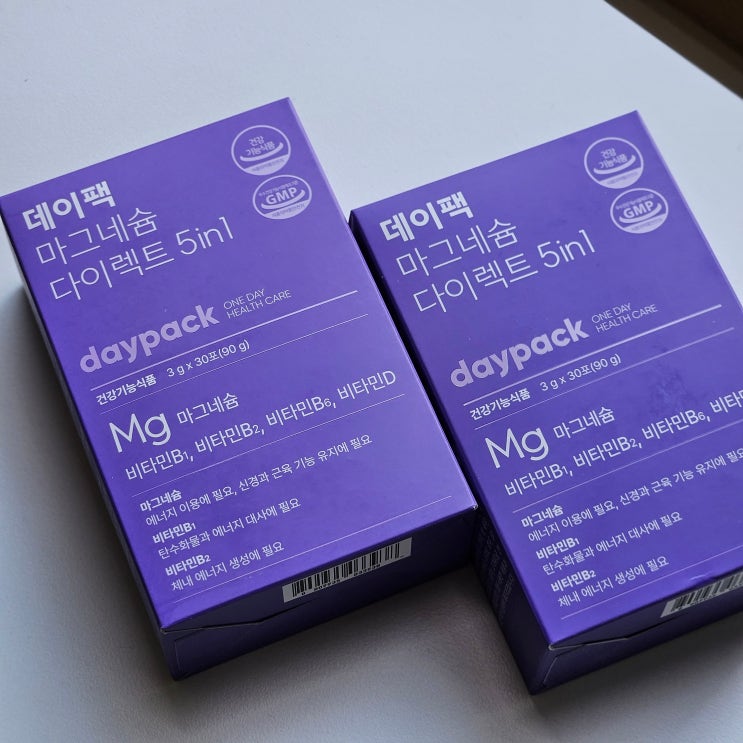 건강
기능식품
GMP
데이팩
마그네슘
다이렉트 5in1
daypack
ONE DAY
HEALTH CARE
건강기능식품 3 g x 30포(90 g)
Mg 마그네슘
비타민B1, 비타민B2, 비타민B6, 비타민D
마그네슘
에너지 이용에 필요, 신경과 근육 기능 유지에 필요
비타민B1
탄수화물과 에너지 대사에 필요
비타민B2
체내 에너지 생성에 필요
건강
기능식품
GMP
데이팩
마그네슘
다이렉트 5in1
daypack
ONE DAY
HEALTH CARE
건강기능식품 3 g x 30포(90 g)
Mg 마그네슘
비타민B1, 비타민B2, 비타민B6, 비타민
마그네슘
에너지 이용에 필요, 신경과 근육 기능 유지에 필요
비타민B1
탄수화물과 에너지 대사에 필요
비타민B2
체내 에너지 생성에 필요